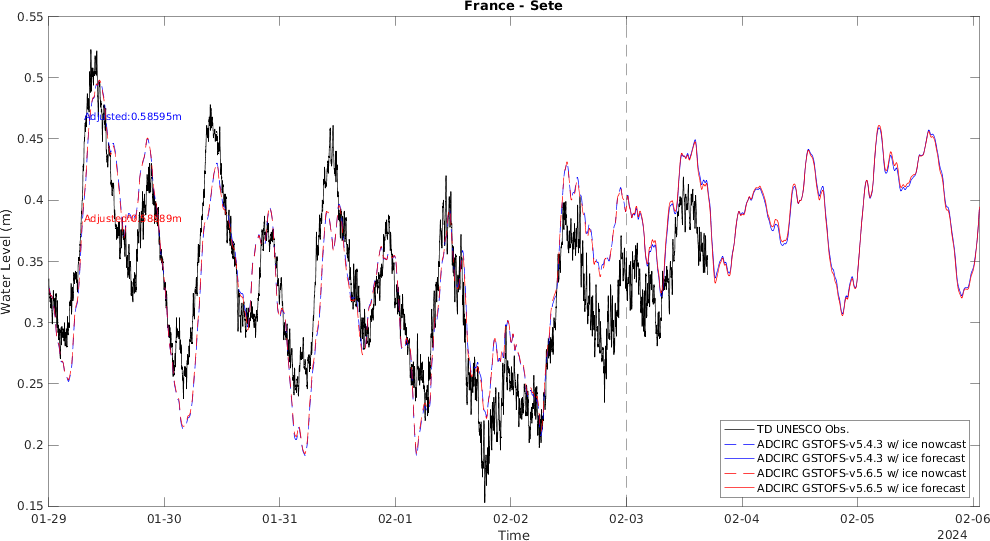 France - Sete
0.55
0.5
0.45
0.4
0.35
0.3
0.25
0.2
0.15
Water Level (m)
Adjusted:0.58595m
01-29
01-30
01-31
02-01
02-02
02-03
02-04
02-05
02-06
Time
2024
TD UNESCO Obs.
ADCIRC GSTOFS-v5.4.3 w/ ice nowcast
ADCIRC GSTOFS-v5.4.3 w/ ice forecast
ADCIRC GSTOFS-v5.6.5 w/ ice nowcast
ADCIRC GSTOFS-v5.6.5 w/ ice forecast